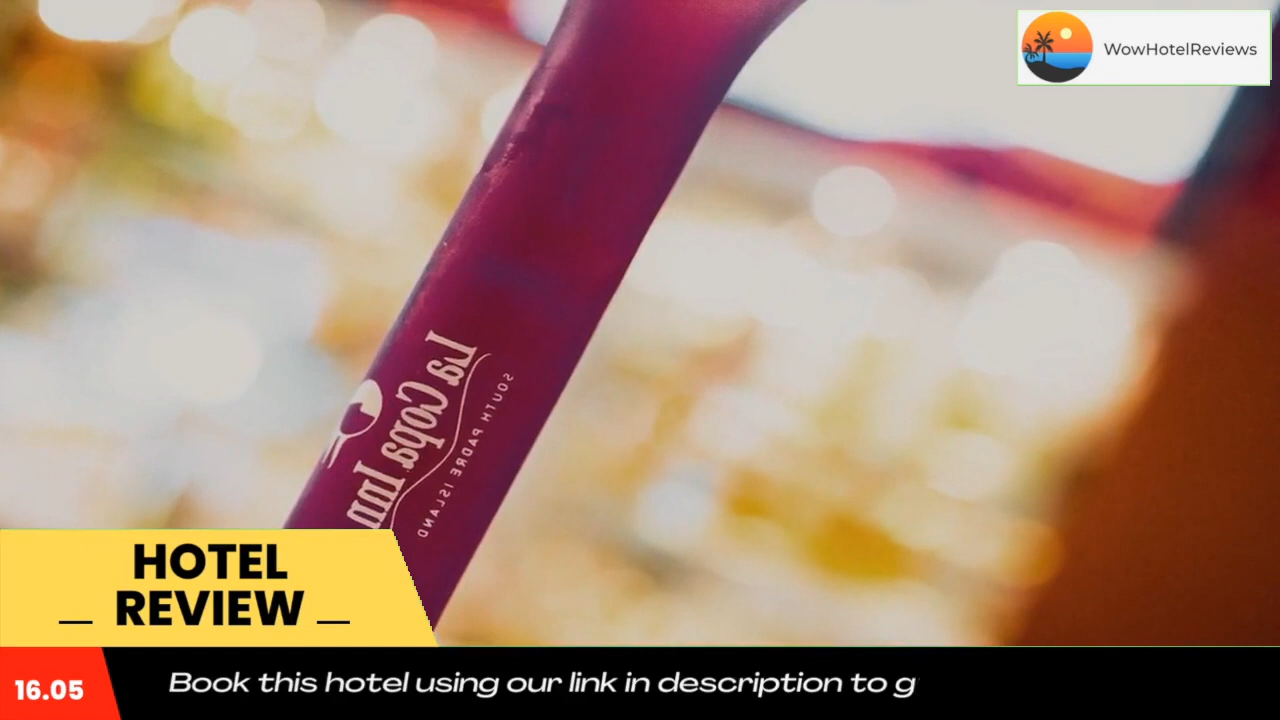 WowHotelReviews
La Copa Inn
SOUTH PADRE ISLAND
HOTEL
REVIEW
16.05
Book this hotel using our link in description to g